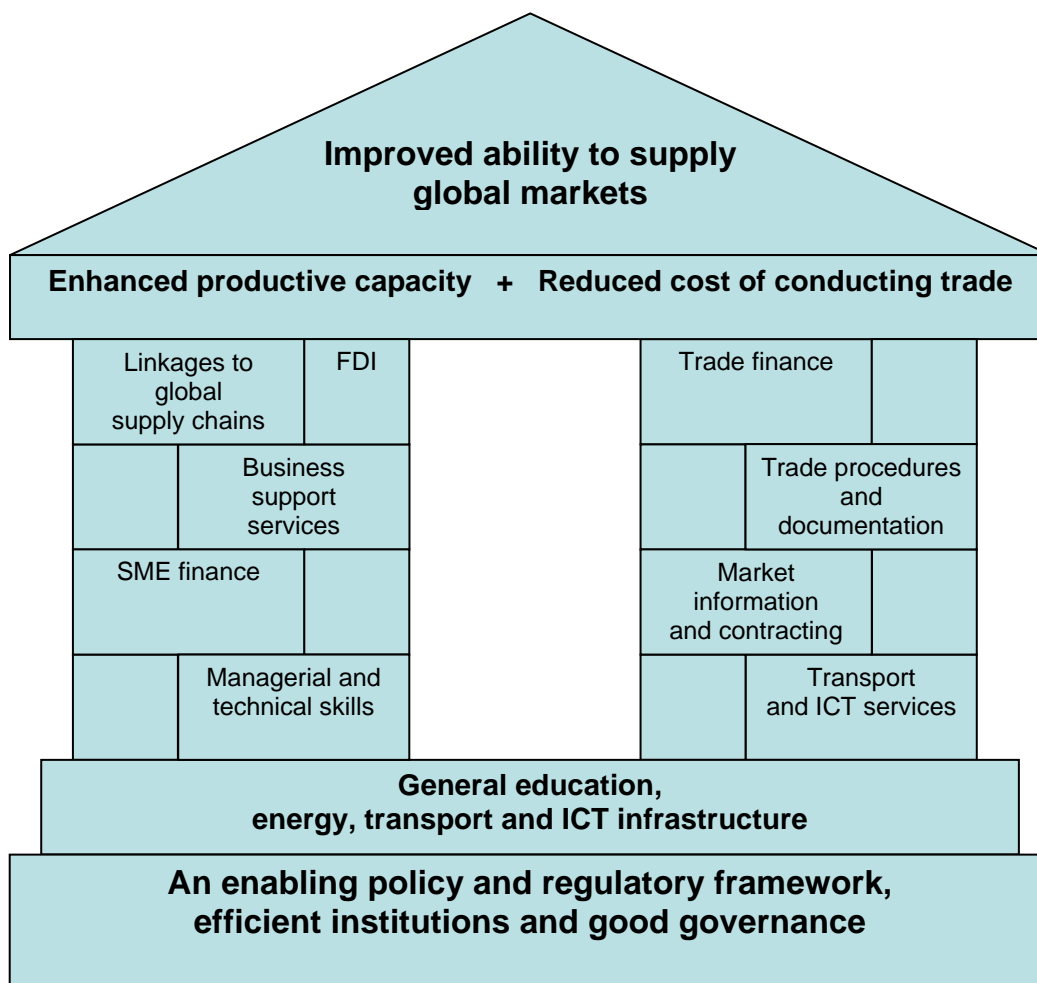 Improved ability to supply
global markets
Enhanced productive capacity + Reduced cost of conducting trade
Linkages to
global
supply chains
FDI
Trade finance
Business
support
services
Trade procedures
and
documentation
SME finance
Market
information
and contracting
Managerial and
technical skills
Transport
and ICT services
General education,
energy, transport and ICT infrastructure
An enabling policy and regulatory framework,
efficient institutions and good governance